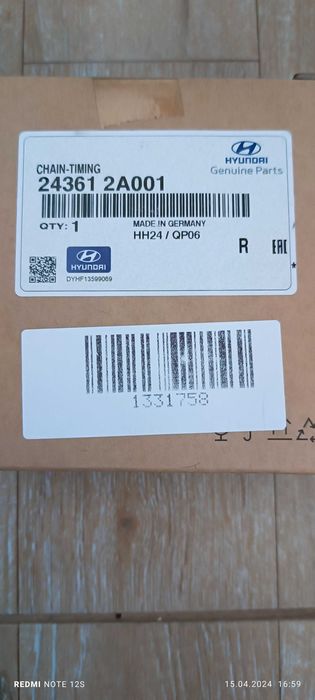 CHAIN-TIMING
24361 2A001
HYUNDAI
Genuine Parts
QTY: 1
MADE IN GERMANY
HH24 / QP06
R
EAC
HYUNDAI
DYHF13599069
*
1331758
REDMI NOTE 12S
15.04.2024 16:59